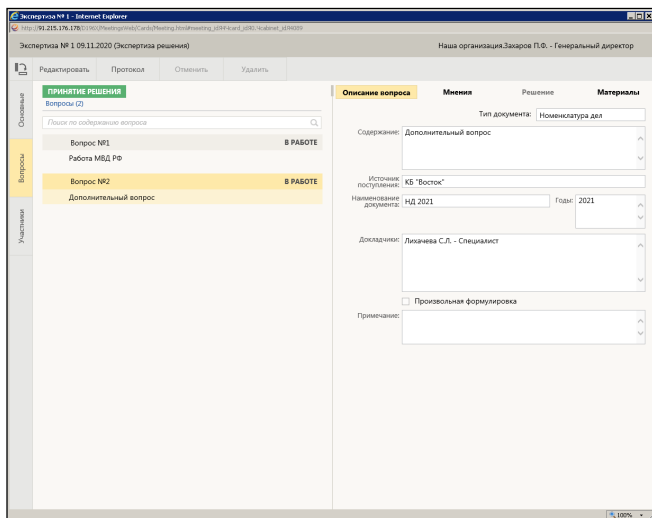 Экспертиза № 1 - Internet Explorer
Экспертиза № 1 09.11.2020 (Экспертиза решения)
Наша организация.Захаров П.Ф. - Генеральный директор
Редактировать Протокол Отменить Удалить
Основные
Вопросы
Участники
ПРИНЯТИЕ РЕШЕНИЯ
Вопросы (2)
Поиск по содержанию вопроса
Вопрос №1 В РАБОТЕ
Работа МВД РФ
Вопрос №2 В РАБОТЕ
Дополнительный вопрос
Описание вопроса Мнения Решение Материалы
Тип документа: Номенклатура дел
Содержание: Дополнительный вопрос
Источник поступления: КБ "Восток"
Наименование документа: НД 2021 Годы: 2021
Докладчики: Лихачева С.Л. - Специалист
Произвольная формулировка
Примечание:
100%